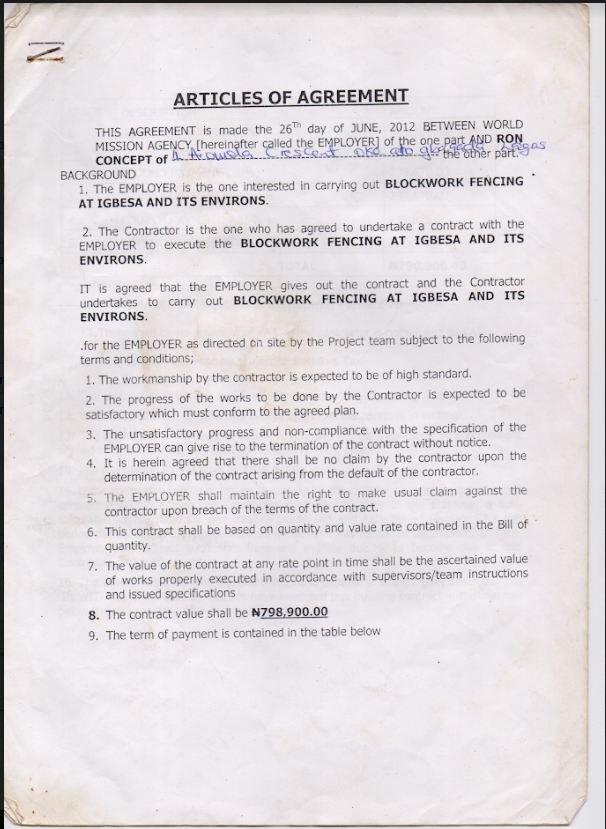 ARTICLES OF AGREEMENT
THIS AGREEMENT is made the 26Th day of JUNE, 2012 BETWEEN WORLD
MISSION AGENCY [hereinafter called the EMPLOYER] of the one part AND RON
CONCEPT of Crescent Lagos the other part.
BACKGROUND
1. The EMPLOYER is the one interested in carrying out BLOCKWORK FENCING
AT IGBESA AND ITS ENVIRONS.
2. The Contractor is the one who has agreed to undertake a contract with the
EMPLOYER to execute the BLOCKWORK FENCING AT IGBESA AND ITS
ENVIRONS.
IT is agreed that the EMPLOYER gives out the contract and the Contractor
undertakes to carry out BLOCKWORK FENCING AT IGBESA AND ITS
ENVIRONS.
.for the EMPLOYER as directed on site by the Project team subject to the following
terms and conditions;
1. The workmanship by the contractor is expected to be of high standard.
2. The progress of the works to be done by the Contractor is expected to be
satisfactory which must conform to the agreed plan.
3. The unsatisfactory progress and non-compliance with the specification of the
EMPLOYER can give rise to the termination of the contract without notice.
4. It is herein agreed that there shall be no claim by the contractor upon the
determination of the contract arising from the default of the contractor.
5. The EMPLOYER shall maintain the right to make usual claim against the
contractor upon breach of the terms of the contract.
6. This contract shall be based on quantity and value rate contained in the Bill of
quantity.
7. The value of the contract at any rate point in time shall be the ascertained value
of works properly executed in accordance with supervisors/team instructions
and issued specifications
8. The contract value shall be ₦798,900.00
9. The term of payment is contained in the table below